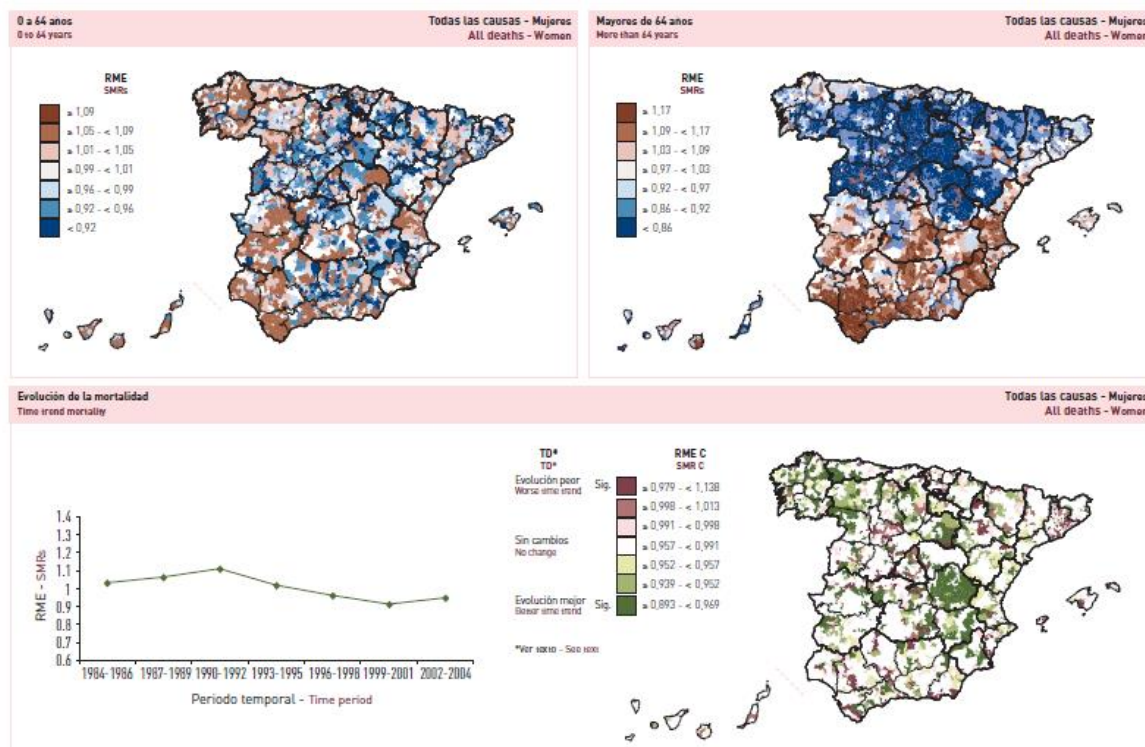 0 a 64 años
0 to 64 years
Todas las causas - Mujeres
All deaths - Women
RME
SMRs
≥ 1,09
≥ 1,05 - < 1,09
≥ 1,01 - < 1,05
≥ 0,99 - < 1,01
≥ 0,96 - < 0,99
≥ 0,92 - < 0,96
< 0,92
Mayores de 64 años
More than 64 years
Todas las causas - Mujeres
All deaths - Women
RME
SMRs
≥ 1,17
≥ 1,09 - < 1,17
≥ 1,03 - < 1,09
≥ 0,97 - < 1,03
≥ 0,92 - < 0,97
≥ 0,86 - < 0,92
< 0,86
Evolución de la mortalidad
Time trend mortality
Todas las causas - Mujeres
All deaths - Women
RME - SMRs
1.4
1.3
1.2
1.1
1
0.9
0.8
0.7
0.6
1984-1986 1987-1989 1990-1992 1993-1995 1996-1998 1999-2001 2002-2004
Periodo temporal - Time period
TD* RME C
TD* SMR C
Evolución peor Sig. ≥ 0,979 - < 1,138
Worse time trend
≥ 0,998 - < 1,013
≥ 0,991 - < 0,998
Sin cambios ≥ 0,957 - < 0,991
No change
≥ 0,952 - < 0,957
≥ 0,939 - < 0,952
Evolución mejor Sig. ≥ 0,893 - < 0,969
Better time trend
*Ver texto - See text